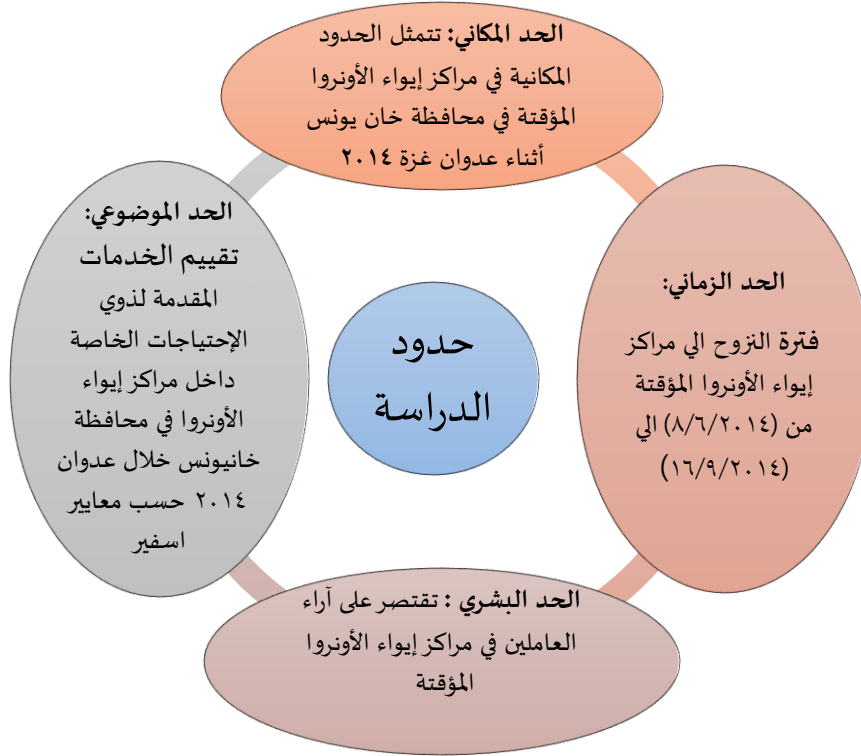 الحد المكاني: تتمثل الحدود
المكانية في مراكز إيواء الأونروا
المؤقتة في محافظة خان يونس
أثناء عدوان غزة ٢٠١٤
الحد الزماني:
فترة النزوح الي مراكز
إيواء الأونروا المؤقتة
من (٨/٦/٢٠١٤) الي
(١٦/٩/٢٠١٤)
حدود
الدراسة
الحد الموضوعي:
تقييم الخدمات
المقدمة لذوي
الإحتياجات الخاصة
داخل مراكز إيواء
الأونروا في محافظة
خانيونس خلال عدوان
٢٠١٤ حسب معايير
اسفير
الحد البشري : تقتصر على آراء
العاملين في مراكز إيواء الأونروا
المؤقتة